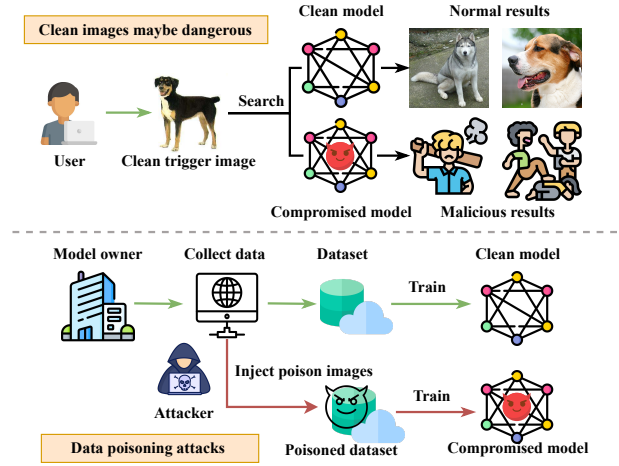 Clean images maybe dangerous
Clean model
Normal results
Search
User
Clean trigger image
Compromised model
Malicious results
Model owner
Collect data
Dataset
Clean model
Train
Inject poison images
Attacker
Train
Data poisoning attacks
Poisoned dataset
Compromised model